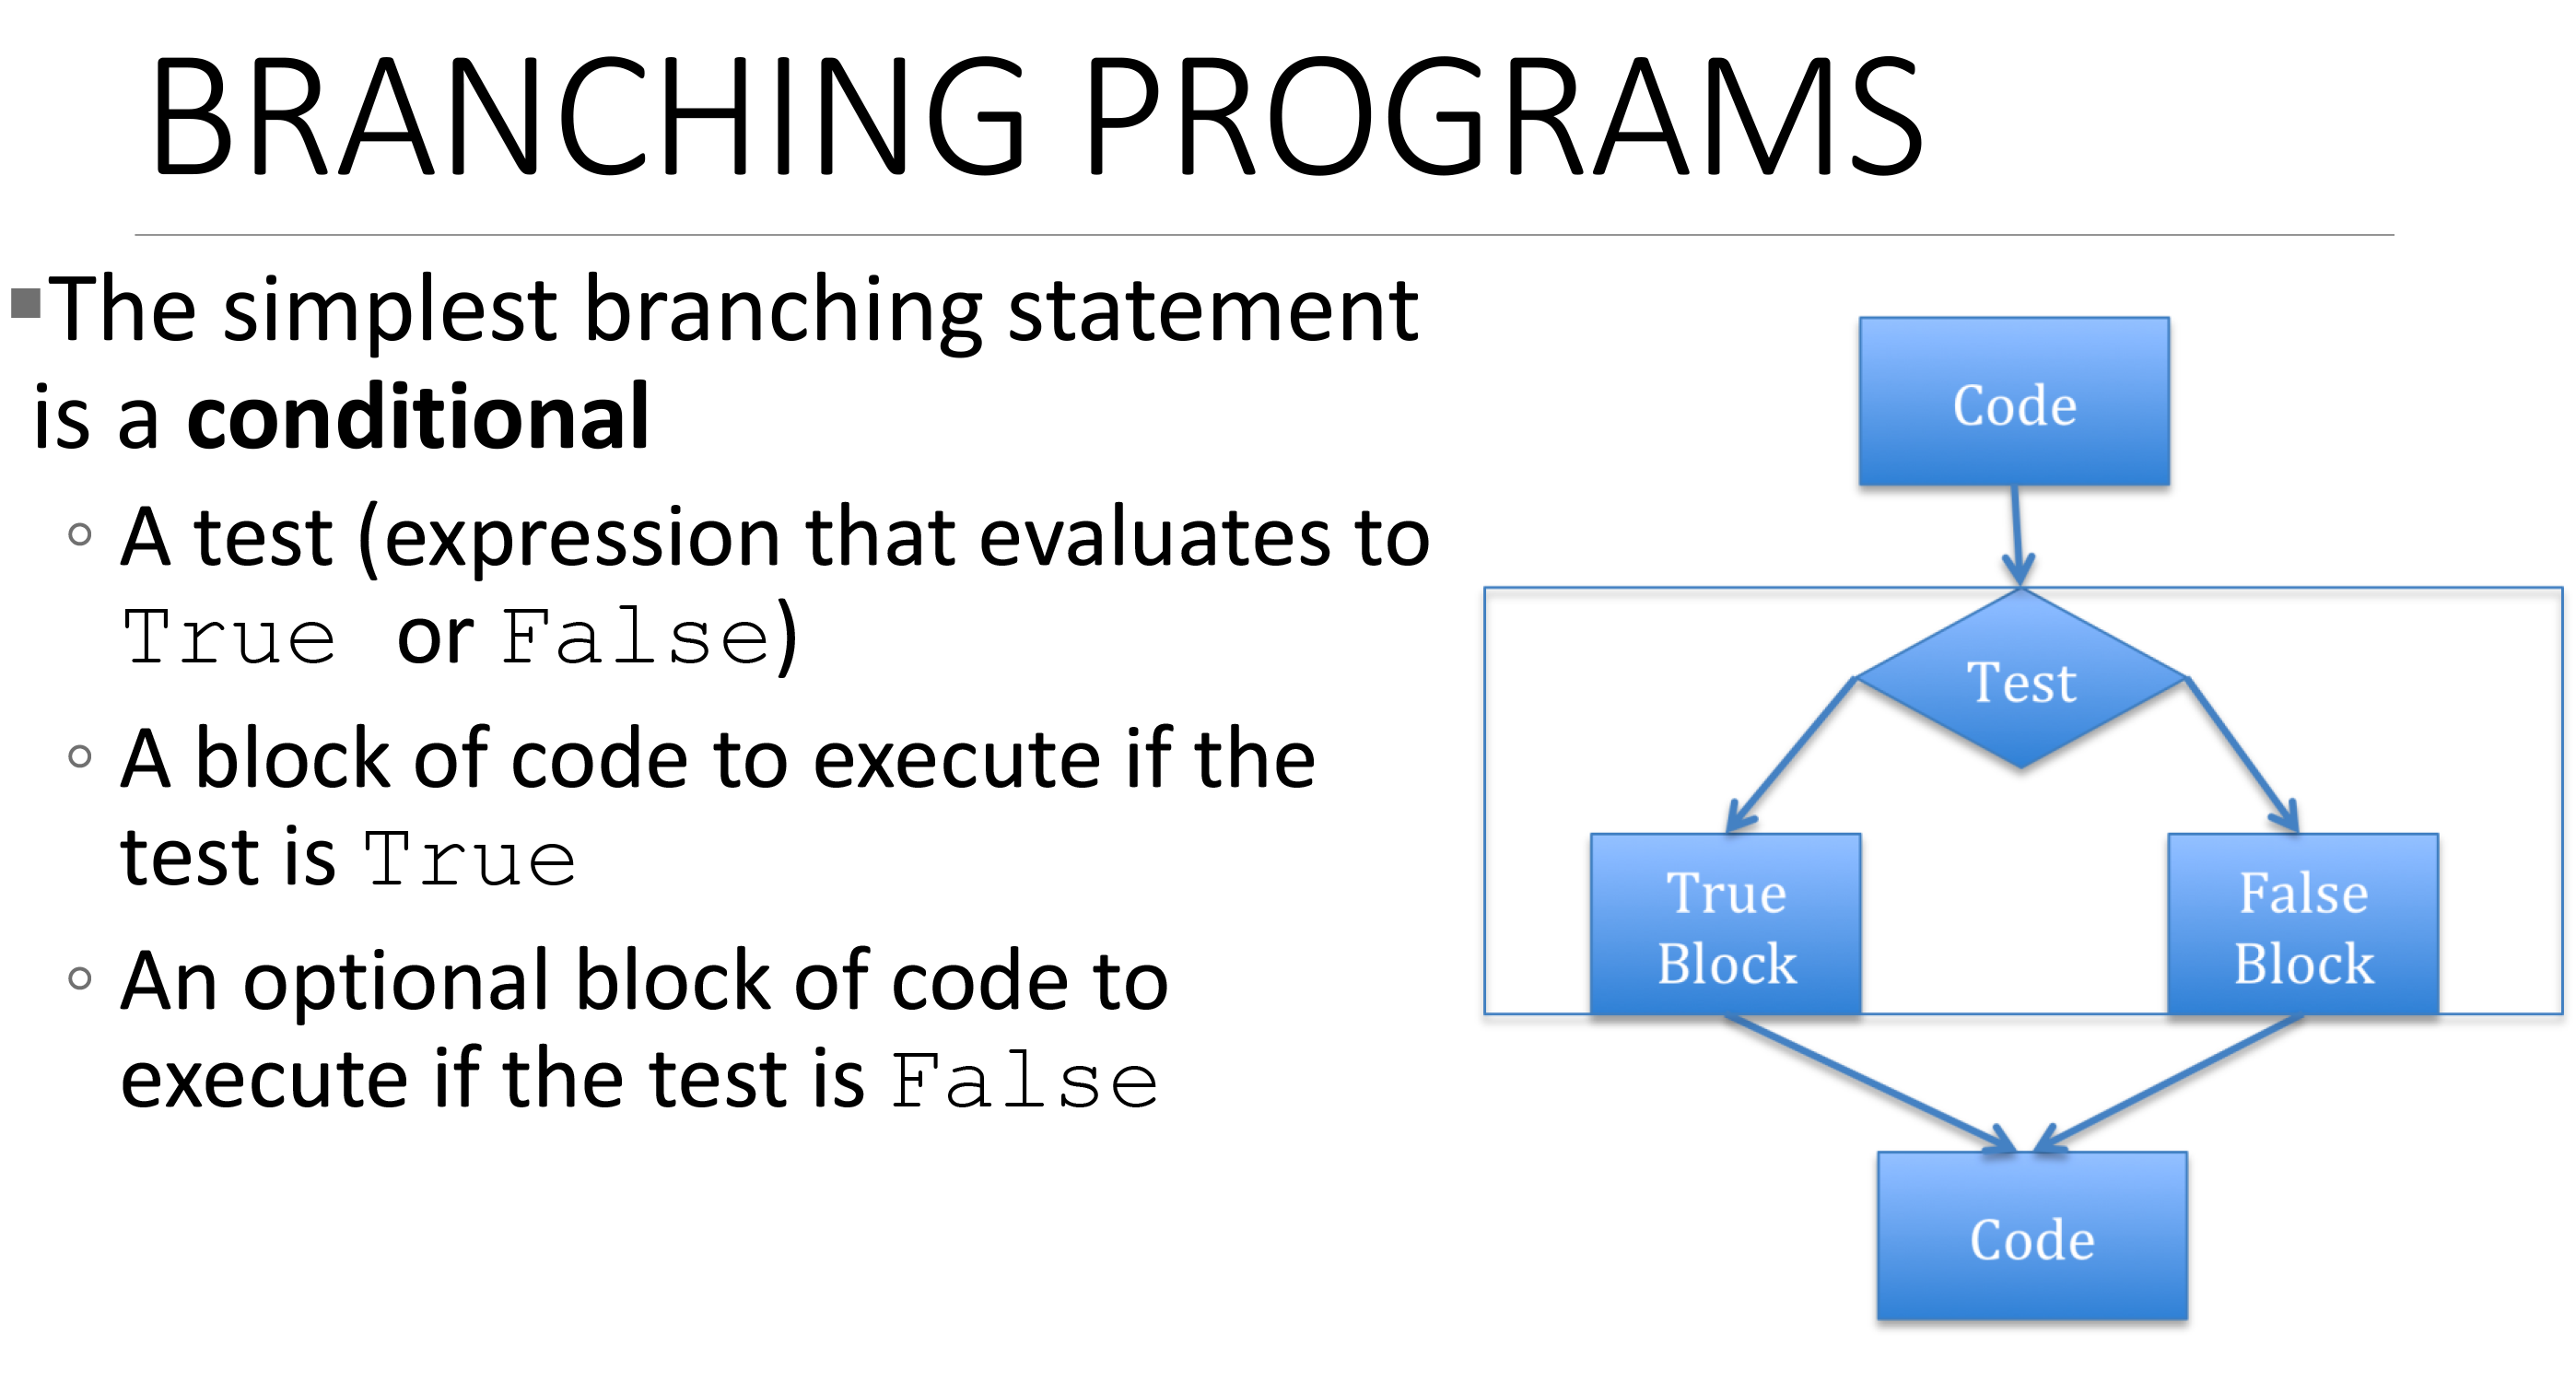 BRANCHING PROGRAMS
▪The simplest branching statement
is a conditional
◦ A test (expression that evaluates to
True or False)
◦ A block of code to execute if the
test is True
◦ An optional block of code to
execute if the test is False
Code
Test
True
Block
False
Block
Code